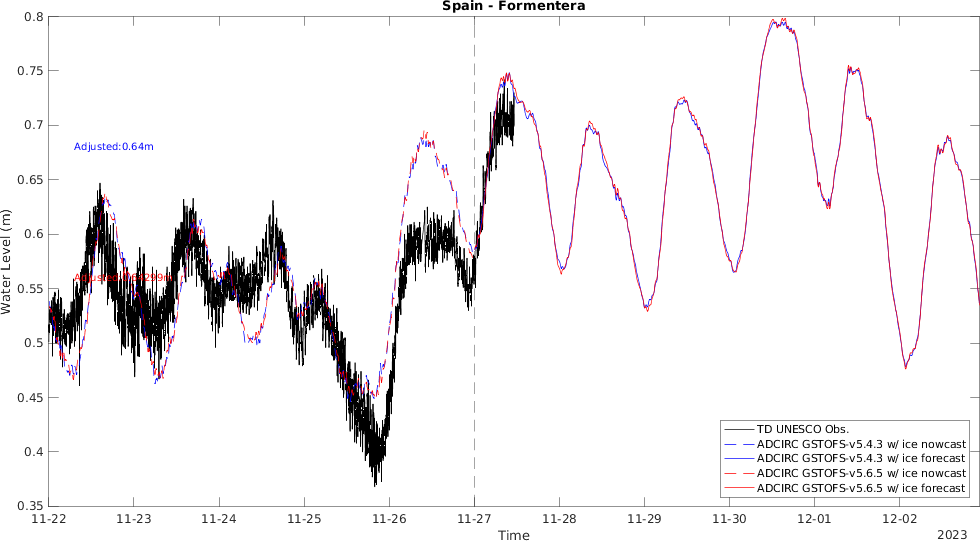 Spain - Formentera
0.8
0.75
0.7
0.65
0.6
0.55
0.5
0.45
0.4
0.35
Water Level (m)
Adjusted:0.64m
TD UNESCO Obs.
ADCIRC GSTOFS-v5.4.3 w/ ice nowcast
ADCIRC GSTOFS-v5.4.3 w/ ice forecast
ADCIRC GSTOFS-v5.6.5 w/ ice nowcast
ADCIRC GSTOFS-v5.6.5 w/ ice forecast
11-22 11-23 11-24 11-25 11-26 11-27 11-28 11-29 11-30 12-01 12-02
Time
2023